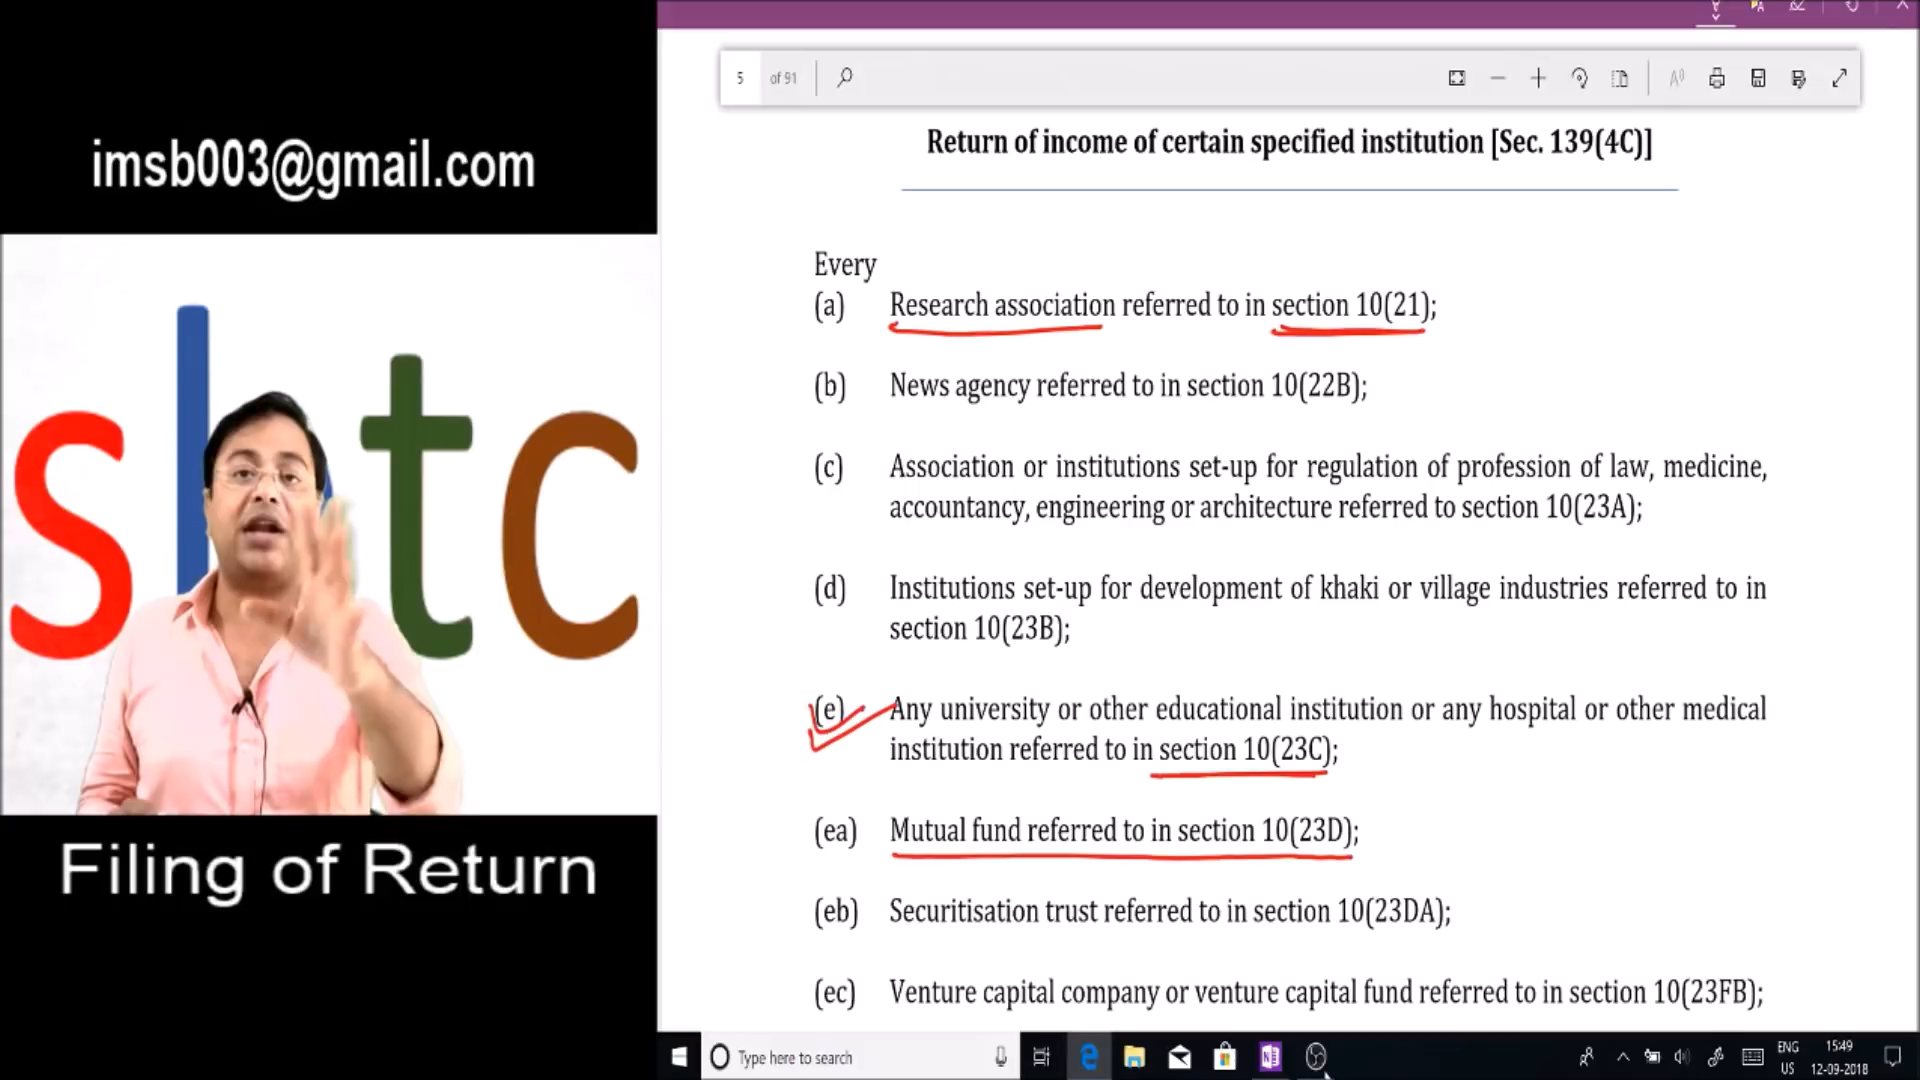 imsb003@gmail.com
shtc
Filing of Return
5 of 91
Return of income of certain specified institution [Sec. 139(4C)]
Every
(a) Research association referred to in section 10(21);
(b) News agency referred to in section 10(22B);
(c) Association or institutions set-up for regulation of profession of law, medicine,
accountancy, engineering or architecture referred to section 10(23A);
(d) Institutions set-up for development of khaki or village industries referred to in
section 10(23B);
(e) Any university or other educational institution or any hospital or other medical
institution referred to in section 10(23C);
(ea) Mutual fund referred to in section 10(23D);
(eb) Securitisation trust referred to in section 10(23DA);
(ec) Venture capital company or venture capital fund referred to in section 10(23FB);
Type here to search
ENG
US
15:49
12-09-2018